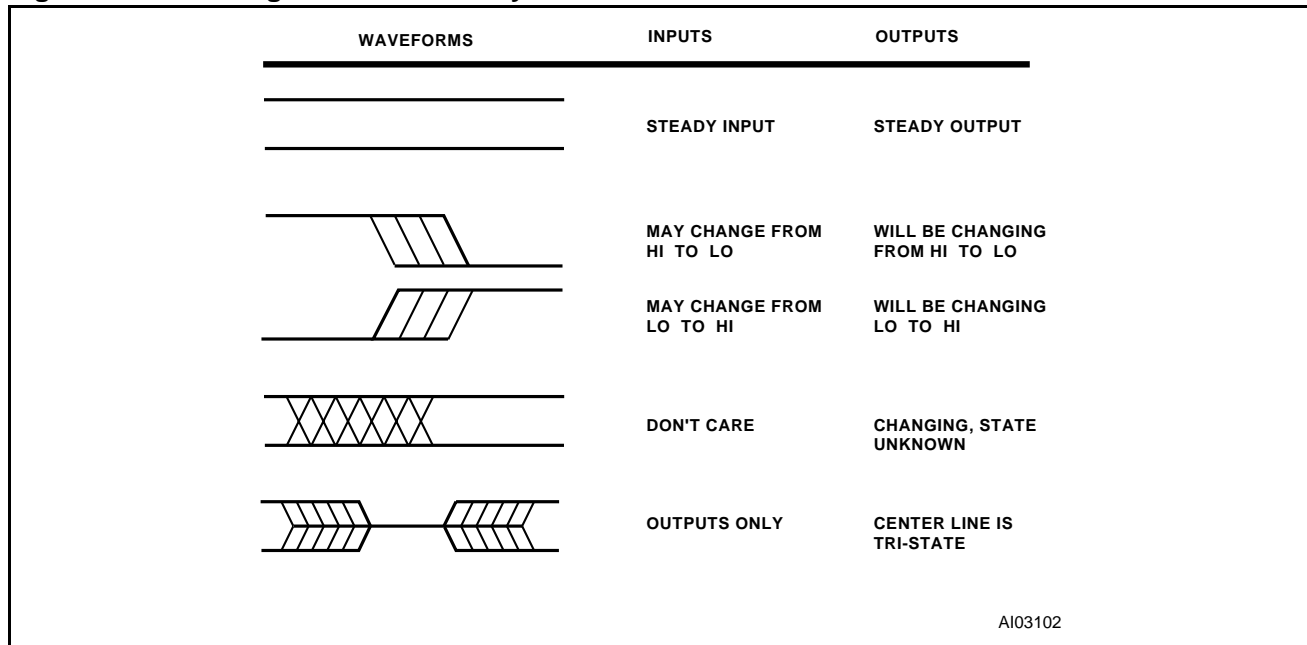 WAVEFORMS INPUTS OUTPUTS
STEADY INPUT STEADY OUTPUT
MAY CHANGE FROM WILL BE CHANGING
HI TO LO FROM HI TO LO
MAY CHANGE FROM WILL BE CHANGING
LO TO HI LO TO HI
DON'T CARE CHANGING, STATE
UNKNOWN
OUTPUTS ONLY CENTER LINE IS
TRI-STATE
AI03102